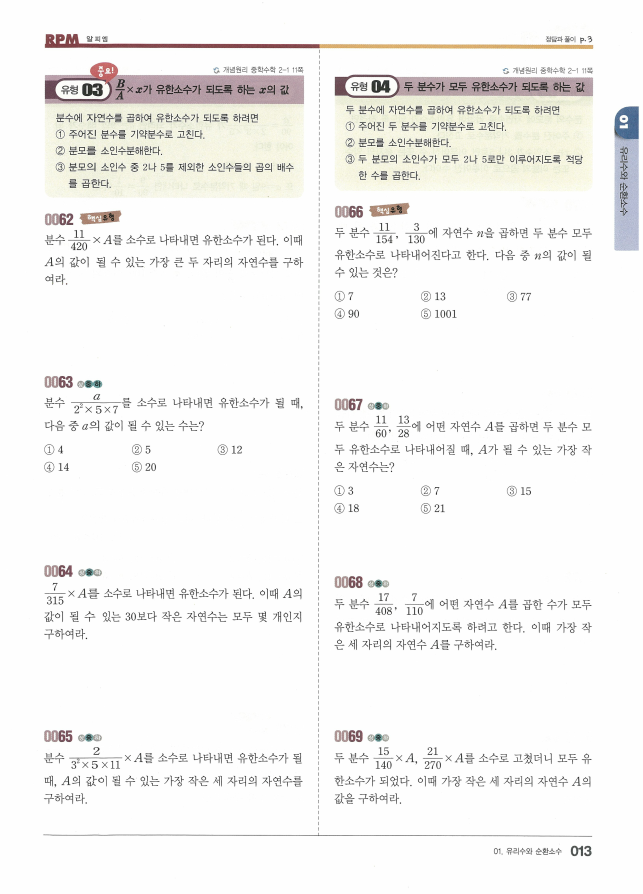 RPM 알피엠
정답과 풀이 p.3
개념원리 중학수학 2-1 11쪽
중요!
유형 03 B/A × x가 유한소수가 되도록 하는 x의 값
분수에 자연수를 곱하여 유한소수가 되도록 하려면
① 주어진 분수를 기약분수로 고친다.
② 분모를 소인수분해한다.
③ 분모의 소인수 중 2나 5를 제외한 소인수들의 곱의 배수
를 곱한다.
0062 핵심유형
분수 11/420 × A를 소수로 나타내면 유한소수가 된다. 이때
A의 값이 될 수 있는 가장 큰 두 자리의 자연수를 구하
여라.
0063
분수 a/(2²×5×7)를 소수로 나타내면 유한소수가 될 때,
다음 중 a의 값이 될 수 있는 수는?
① 4 ② 5 ③ 12
④ 14 ⑤ 20
0064
7/315 × A를 소수로 나타내면 유한소수가 된다. 이때 A의
값이 될 수 있는 30보다 작은 자연수는 모두 몇 개인지
구하여라.
0065
분수 2/(3²×5×11) × A를 소수로 나타내면 유한소수가 될
때, A의 값이 될 수 있는 가장 작은 세 자리의 자연수를
구하여라.
개념원리 중학수학 2-1 11쪽
유형 04 두 분수가 모두 유한소수가 되도록 하는 값
두 분수에 자연수를 곱하여 유한소수가 되도록 하려면
① 주어진 두 분수를 기약분수로 고친다.
② 분모를 소인수분해한다.
③ 두 분모의 소인수가 모두 2나 5로만 이루어지도록 적당
한 수를 곱한다.
0066 핵심유형
두 분수 11/154, 3/130에 자연수 n을 곱하면 두 분수 모두
유한소수로 나타내어진다고 한다. 다음 중 n의 값이 될
수 있는 것은?
① 7 ② 13 ③ 77
④ 90 ⑤ 1001
0067
두 분수 11/60, 13/28에 어떤 자연수 A를 곱하면 두 분수 모
두 유한소수로 나타내어질 때, A가 될 수 있는 가장 작
은 자연수는?
① 3 ② 7 ③ 15
④ 18 ⑤ 21
0068
두 분수 17/408, 7/110에 어떤 자연수 A를 곱한 수가 모두
유한소수로 나타내어지도록 하려고 한다. 이때 가장 작
은 세 자리의 자연수 A를 구하여라.
0069
두 분수 15/140 × A, 21/270 × A를 소수로 고쳤더니 모두 유
한소수가 되었다. 이때 가장 작은 세 자리의 자연수 A의
값을 구하여라.
01
유리수와 순환소수
01. 유리수와 순환소수 013